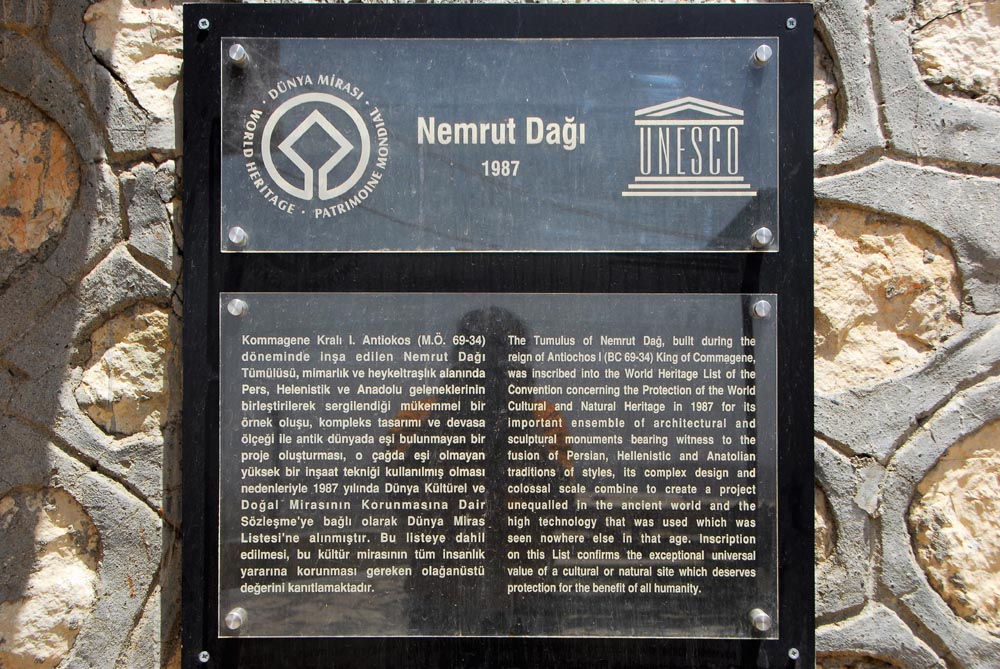 · DÜNYA MİRASI ·
WORLD HERITAGE ·
PATRIMOINE MONDIAL
Nemrut Dağı
1987
UNESCO
Kommagene Kralı I. Antiokos (M.Ö. 69-34)
döneminde inşa edilen Nemrut Dağı
Tümülüsü, mimarlık ve heykeltraşlık alanında
Pers, Helenistik ve Anadolu geleneklerinin
birleştirilerek sergilendiği mükemmel bir
örnek oluşu, kompleks tasarımı ve devasa
ölçeği ile antik dünyada eşi bulunmayan bir
proje oluşturması, o çağda eşi olmayan
yüksek bir inşaat tekniği kullanılmış olması
nedenleriyle 1987 yılında Dünya Kültürel ve
Doğal Mirasının Korunmasına Dair
Sözleşme'ye bağlı olarak Dünya Miras
Listesi'ne alınmıştır. Bu listeye dahil
edilmesi, bu kültür mirasının tüm insanlık
yararına korunması gereken olağanüstü
değerini kanıtlamaktadır.
The Tumulus of Nemrut Dağ, built during the
reign of Antiochos I (BC 69-34) King of Commagene,
was inscribed into the World Heritage List of the
Convention concerning the Protection of the World
Cultural and Natural Heritage in 1987 for its
important ensemble of architectural and
sculptural monuments bearing witness to the
fusion of Persian, Hellenistic and Anatolian
traditions of styles, its complex design and
colossal scale combine to create a project
unequalled in the ancient world and the
high technology that was used which was
seen nowhere else in that age. Inscription
on this List confirms the exceptional universal
value of a cultural or natural site which deserves
protection for the benefit of all humanity.